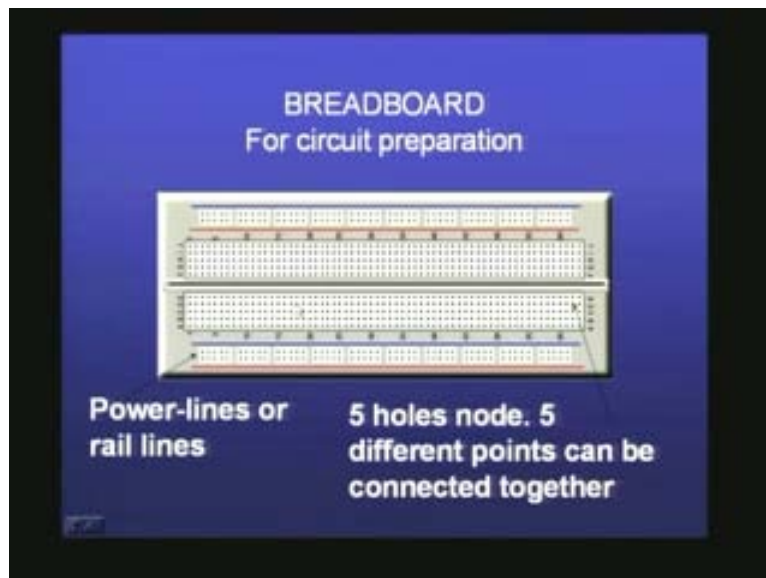 BREADBOARD
For circuit preparation
Power-lines or
rail lines
5 holes node. 5
different points can be
connected together